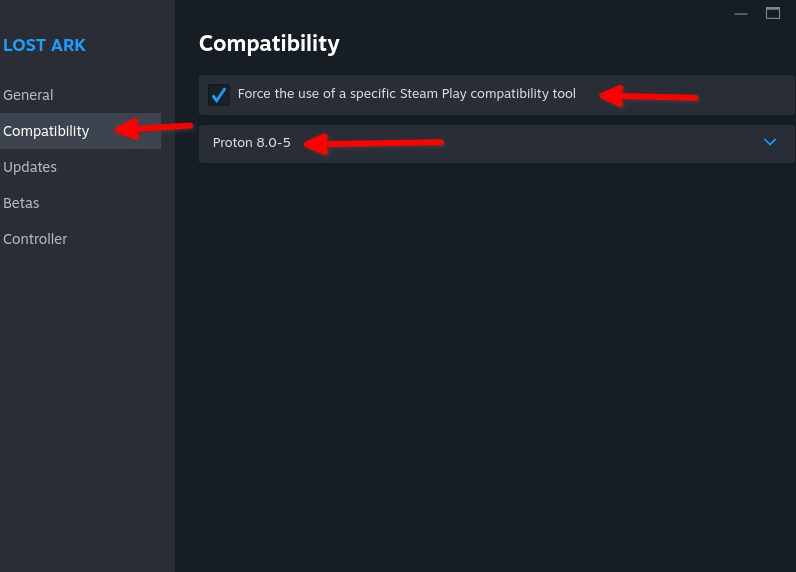 LOST ARK
General
Compatibility
Updates
Betas
Controller
Compatibility
Force the use of a specific Steam Play compatibility tool
Proton 8.0-5